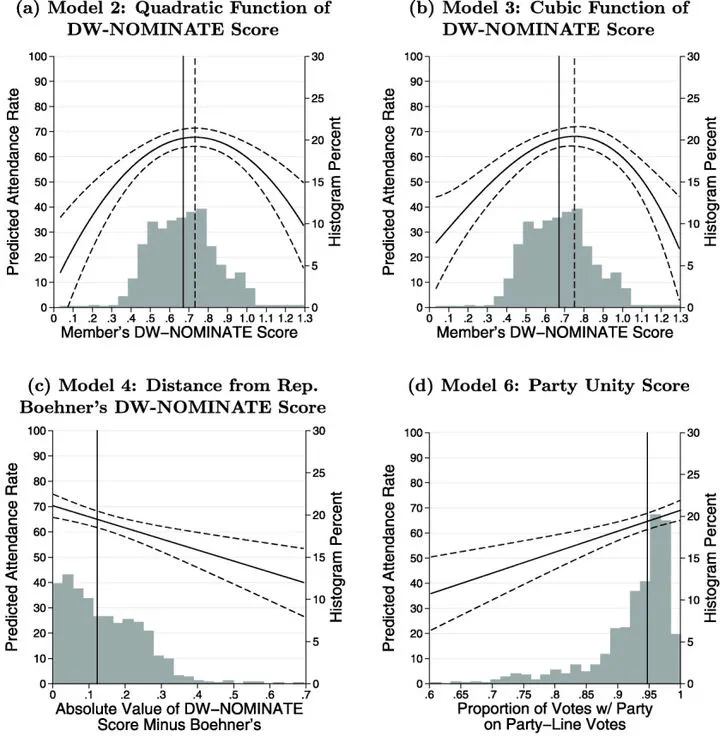 (a) Model 2: Quadratic Function of
DW-NOMINATE Score
100
90
80
70
60
50
40
30
20
10
0
Predicted Attendance Rate
30
25
20
15
10
5
0
Histogram Percent
0 .1 .2 .3 .4 .5 .6 .7 .8 .9 1.0 1.1 1.2 1.3
Member's DW−NOMINATE Score
(b) Model 3: Cubic Function of
DW-NOMINATE Score
100
90
80
70
60
50
40
30
20
10
0
Predicted Attendance Rate
30
25
20
15
10
5
0
Histogram Percent
0 .1 .2 .3 .4 .5 .6 .7 .8 .9 1.0 1.1 1.2 1.3
Member's DW−NOMINATE Score
(c) Model 4: Distance from Rep.
Boehner's DW-NOMINATE Score
100
90
80
70
60
50
40
30
20
10
0
Predicted Attendance Rate
30
25
20
15
10
5
0
Histogram Percent
0 .1 .2 .3 .4 .5 .6 .7
Absolute Value of DW−NOMINATE
Score Minus Boehner's
(d) Model 6: Party Unity Score
100
90
80
70
60
50
40
30
20
10
0
Predicted Attendance Rate
30
25
20
15
10
5
0
Histogram Percent
.6 .65 .7 .75 .8 .85 .9 .95 1
Proportion of Votes w/ Party
on Party−Line Votes